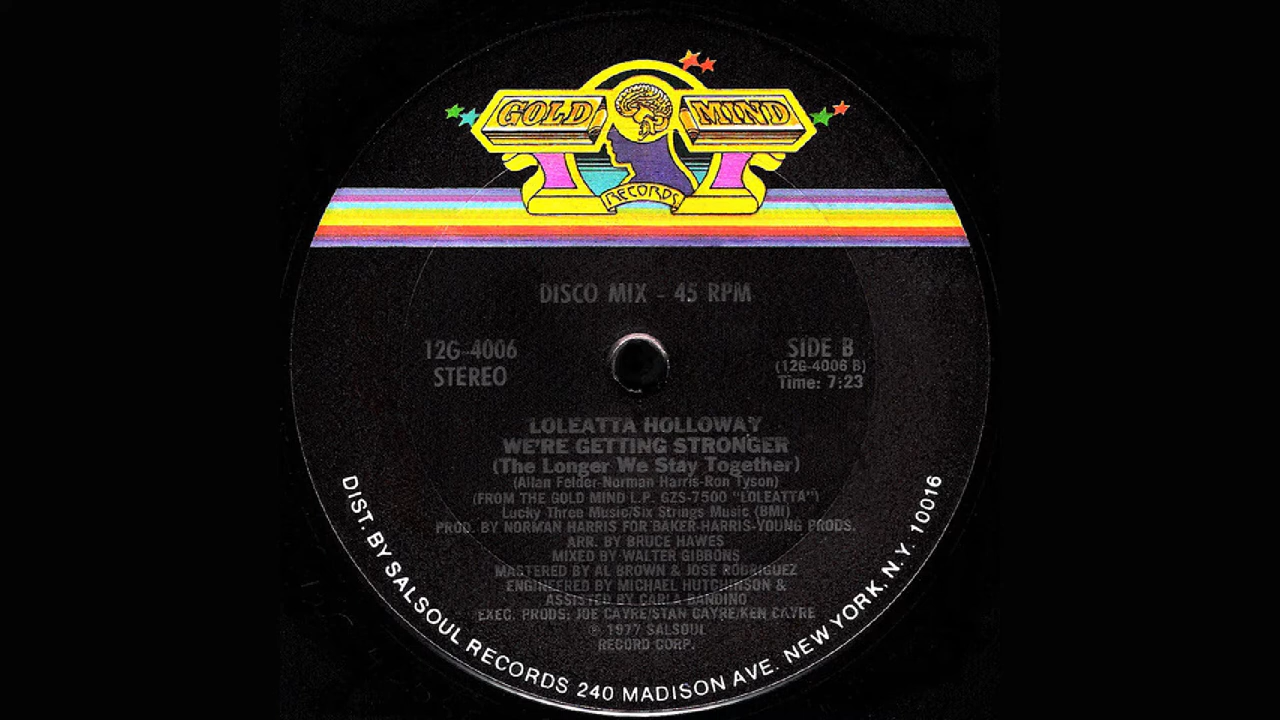 GOLD MIND
RECORDS
DISCO MIX - 45 RPM
12G-4006
STEREO
SIDE B
(12G-4006 B)
Time: 7:23
LOLEATTA HOLLOWAY
WE'RE GETTING STRONGER
(The Longer We Stay Together)
(Allan Felder-Norman Harris-Ron Tyson)
(FROM THE GOLD MIND L.P. GZS-7500 "LOLEATTA")
Lucky Three Music/Six Strings Music (BMI)
PROD. BY NORMAN HARRIS FOR BAKER-HARRIS-YOUNG PRODS.
ARR. BY BRUCE HAWES
MIXED BY WALTER GIBBONS
MASTERED BY AL BROWN & JOSE RODRIGUEZ
ENGINEERED BY MICHAEL HUTCHINSON &
ASSISTED BY CARLA BANDINO
EXEC. PRODS: JOE CAYRE/STAN CAYRE/KEN CAYRE
℗ 1977 SALSOUL
RECORD CORP.
DIST. BY SALSOUL RECORDS 240 MADISON AVE. NEW YORK, N.Y. 10016